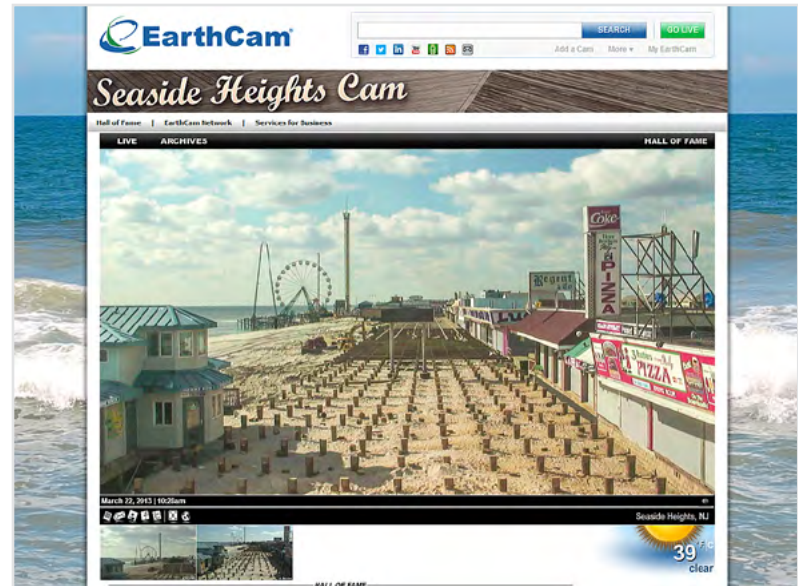 EarthCam
SEARCH
GO LIVE
Add a Cam More My EarthCam
Seaside Heights Cam
Hall of Fame | EarthCam Network | Services for Business
LIVE ARCHIVES HALL OF FAME
Coke
PIZZA
Regent
PIZZA
March 22, 2013 | 10:26am
Seaside Heights, NJ
39 °F C
clear
HALL OF FAME